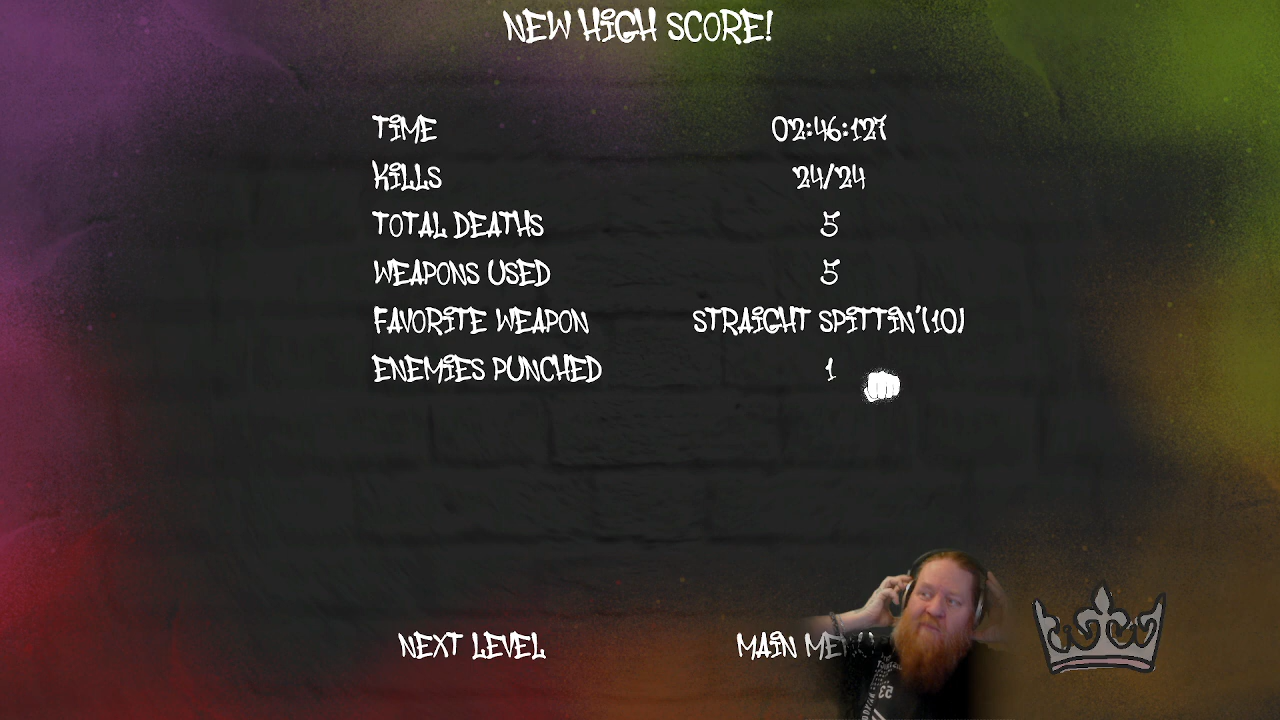 NEW HIGH SCORE!
TIME 02:46:127
KILLS 24/24
TOTAL DEATHS 5
WEAPONS USED 5
FAVORITE WEAPON STRAIGHT SPITTIN'(10)
ENEMIES PUNCHED 1
NEXT LEVEL MAIN